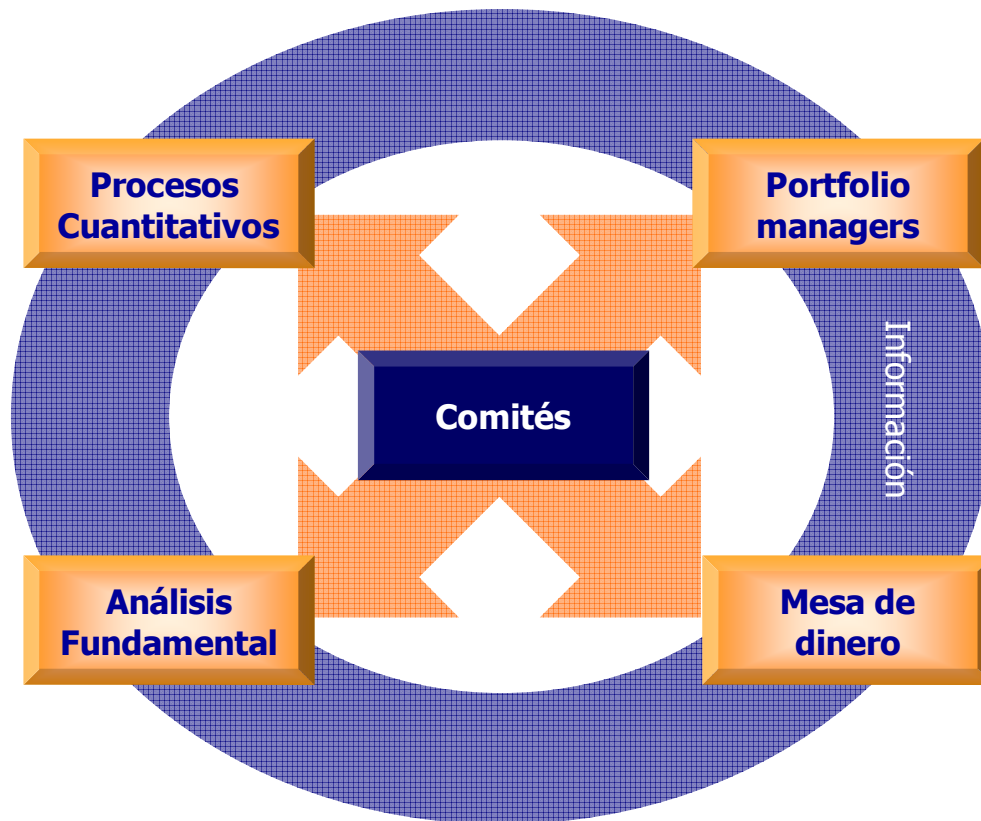 Procesos
Cuantitativos
Portfolio
managers
Información
Comités
Análisis
Fundamental
Mesa de
dinero